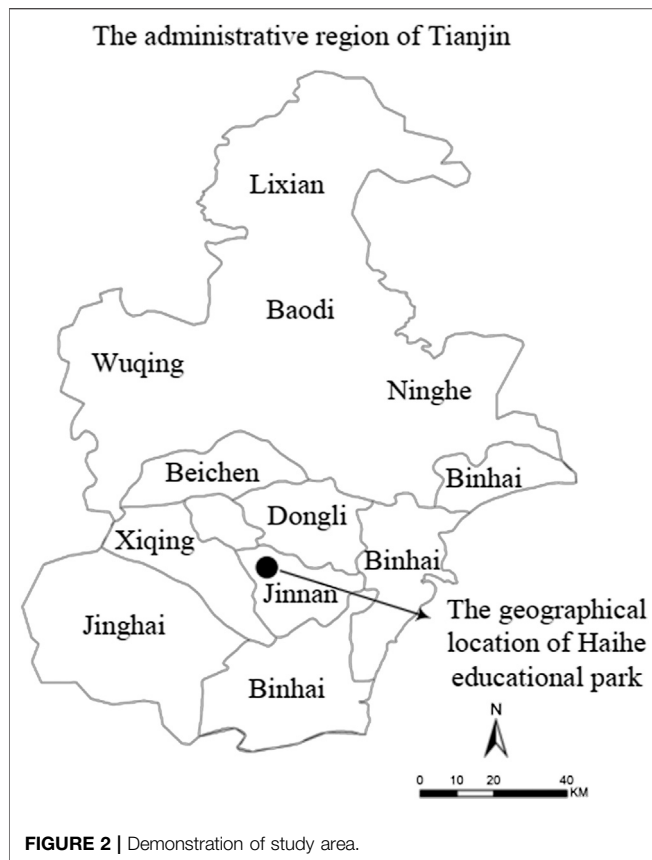 The administrative region of Tianjin
Lixian
Baodi
Wuqing
Ninghe
Beichen
Binhai
Dongli
Xiqing
Binhai
Jinnan
Jinghai
The geographical
location of Haihe
educational park
Binhai
N
0 10 20 40
KM
FIGURE 2 | Demonstration of study area.